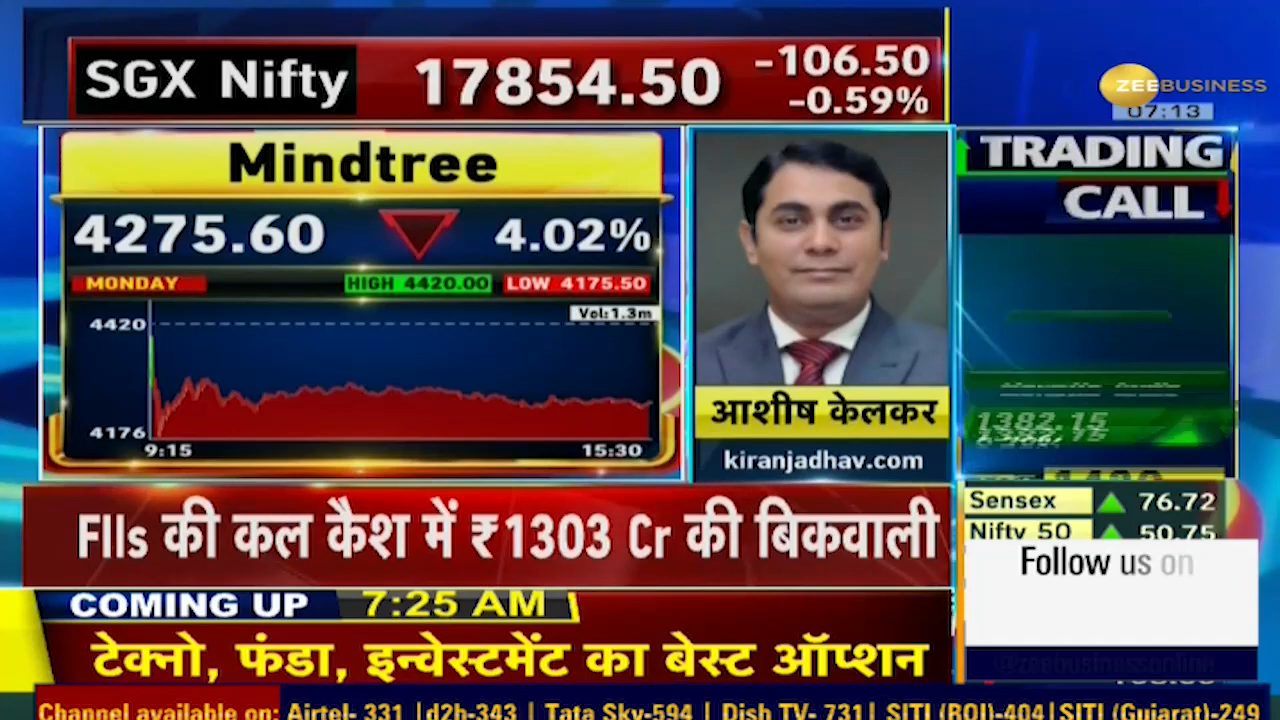 SGX Nifty 17854.50 -106.50
-0.59%
ZEEBUSINESS
07:13
Mindtree
4275.60 4.02%
MONDAY HIGH 4420.00 LOW 4175.50
Vol:1.3m
4420
4176
9:15 15:30
आशीष केलकर
kiranjadhav.com
TRADING
CALL
1382.15
Sensex 76.72
Nifty 50 50.75
FIIs की कल कैश में ₹1303 Cr की बिकवाली
Follow us on
@zeebusinessonline
COMING UP 7:25 AM
टेक्नो, फंडा, इन्वेस्टमेंट का बेस्ट ऑप्शन
Channel available on: Airtel- 331 | d2h-343 | Tata Sky-594 | Dish TV- 731| SITI (ROI)-404|SITI (Gujarat)-249